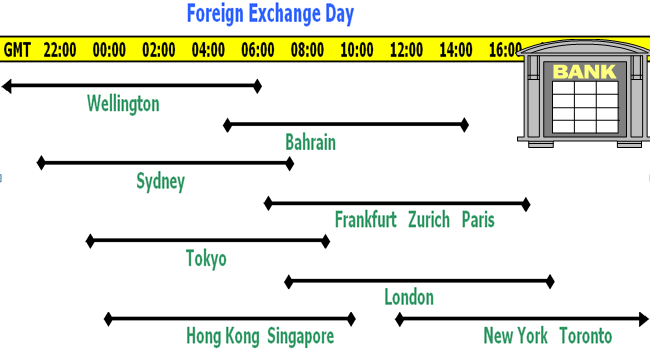 Foreign Exchange Day
GMT 22:00 00:00 02:00 04:00 06:00 08:00 10:00 12:00 14:00 16:00
BANK
Wellington
Bahrain
Sydney
Frankfurt Zurich Paris
Tokyo
London
Hong Kong Singapore New York Toronto